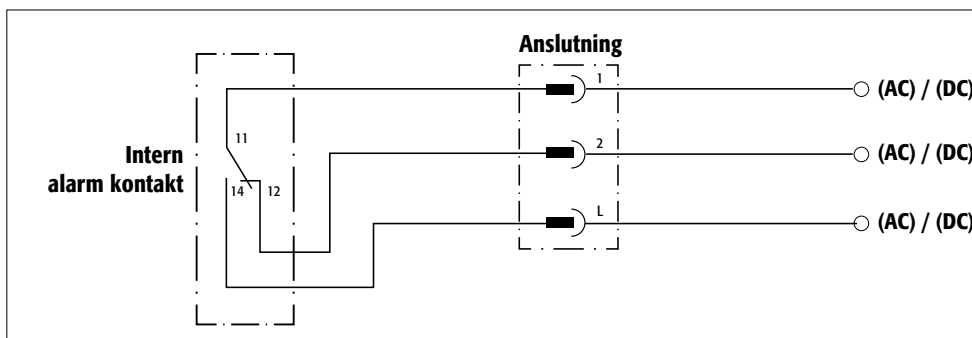 Anslutning
1
(AC) / (DC)
11
2
(AC) / (DC)
Intern
alarm kontakt
14 12
L
(AC) / (DC)